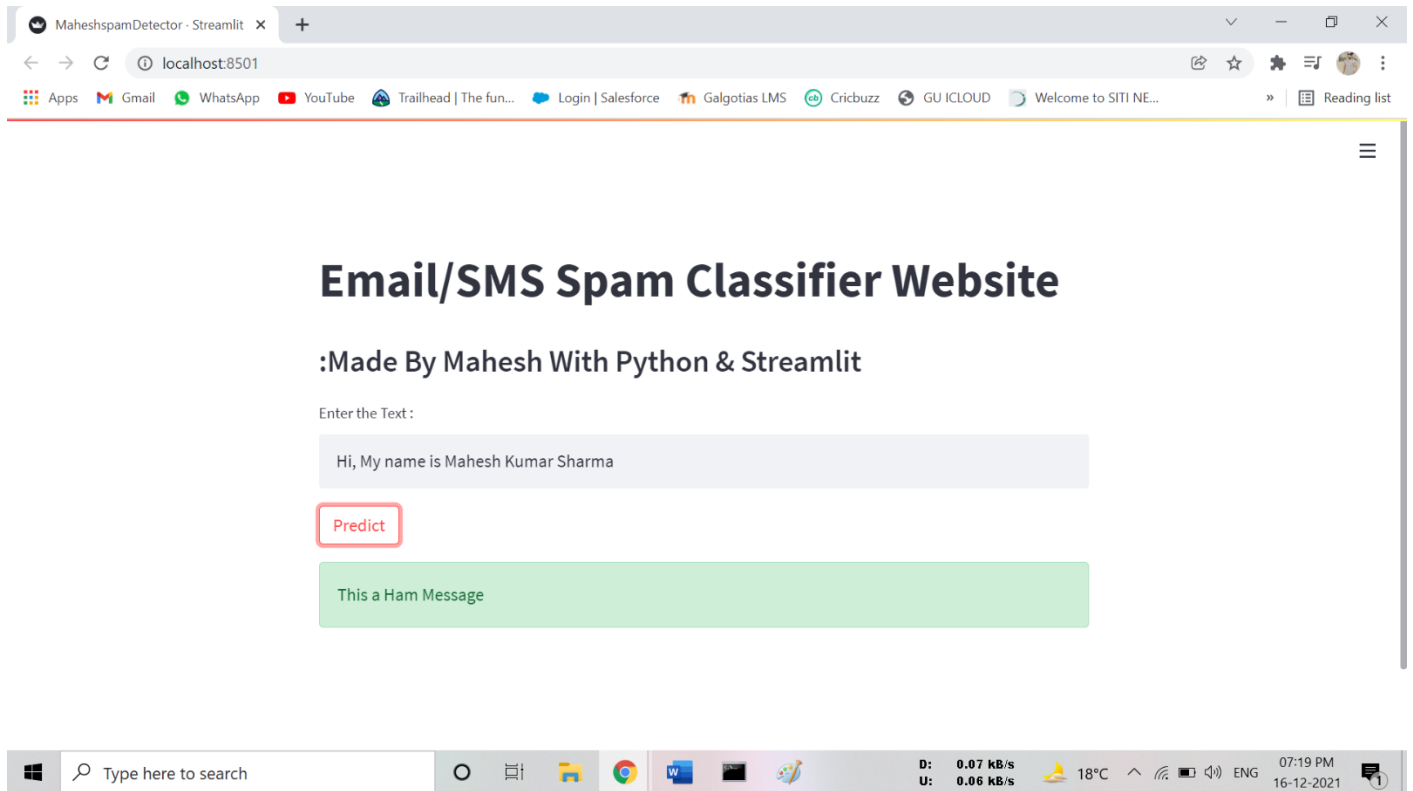 MaheshspamDetector · Streamlit
localhost:8501
Apps Gmail WhatsApp YouTube Trailhead | The fun... Login | Salesforce Galgotias LMS cb Cricbuzz GU ICLOUD Welcome to SITI NE... » Reading list
Email/SMS Spam Classifier Website
:Made By Mahesh With Python & Streamlit
Enter the Text :
Hi, My name is Mahesh Kumar Sharma
Predict
This a Ham Message
Type here to search
W
D: 0.07 kB/s
U: 0.06 kB/s
18°C
ENG
07:19 PM
16-12-2021
1